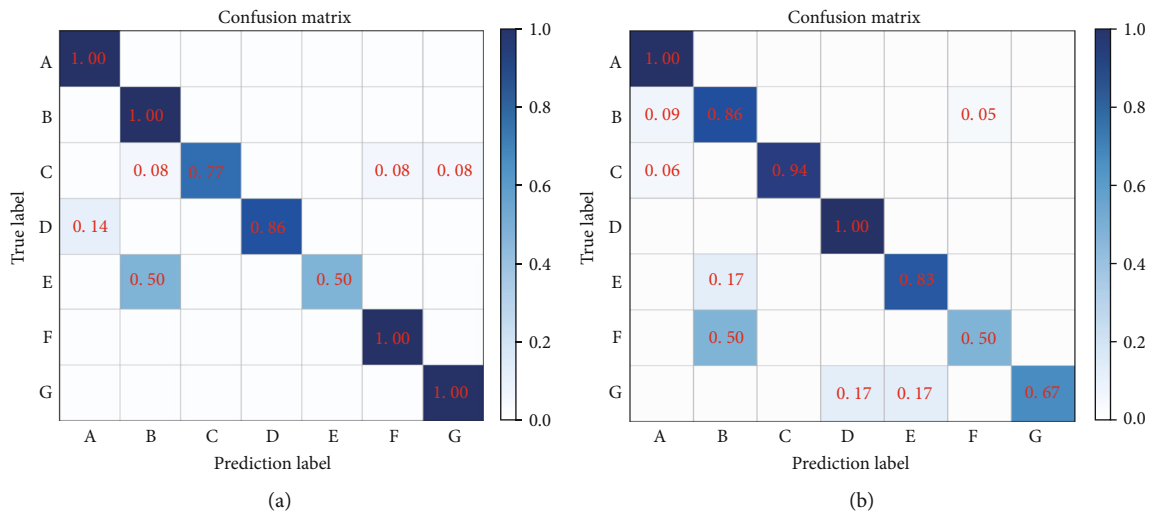 Confusion matrix
A 1.00
B 1.00
C 0.08 0.77 0.08 0.08
D 0.14 0.86
E 0.50 0.50
F 1.00
G 1.00
A B C D E F G
Prediction label
True label
1.0
0.8
0.6
0.4
0.2
0.0
(a)
Confusion matrix
A 1.00
B 0.09 0.86 0.05
C 0.06 0.94
D 1.00
E 0.17 0.83
F 0.50 0.50
G 0.17 0.17 0.67
A B C D E F G
Prediction label
True label
1.0
0.8
0.6
0.4
0.2
0.0
(b)